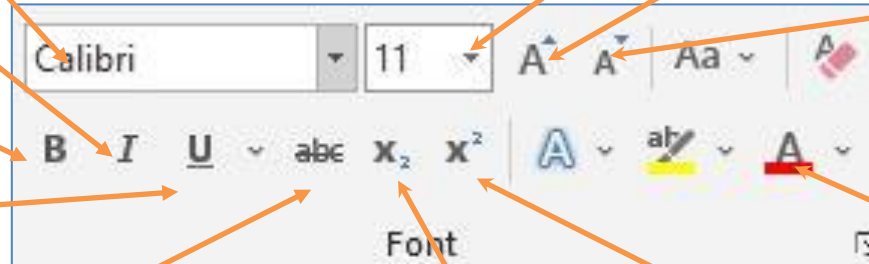 Calibri 11 A A Aa A
B I U abc x₂ x² A ab A
Font